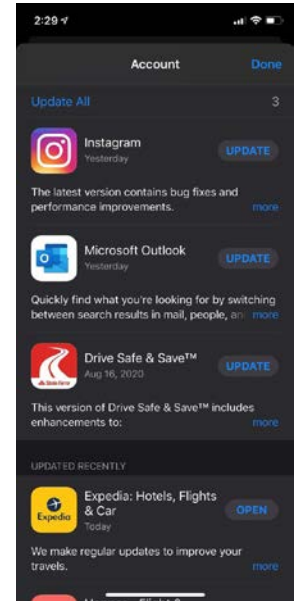 2:29
Account
Done
Update All
3
Instagram
Yesterday
UPDATE
The latest version contains bug fixes and
performance improvements.
more
Microsoft Outlook
Yesterday
UPDATE
Quickly find what you're looking for by switching
between search results in mail, people, an
more
State Farm
Drive Safe & Save™
Aug 16, 2020
UPDATE
This version of Drive Safe & Save™ includes
enhancements to:
more
UPDATED RECENTLY
Expedia
Expedia: Hotels, Flights
& Car
Today
OPEN
We make regular updates to improve your
travels.
more